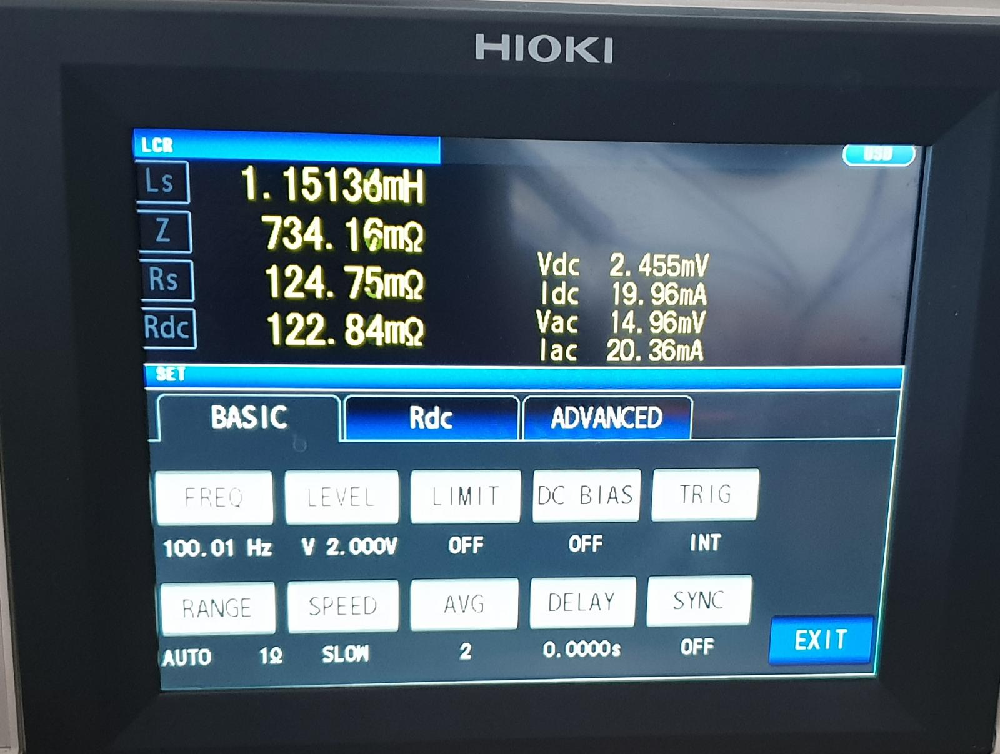 HIOKI
LCR
USB
Ls 1.15134mH
Z 734.16mΩ
Rs 124.75mΩ
Rdc 122.84mΩ
Vdc 2.455mV
Idc 19.96mA
Vac 14.96mV
Iac 20.36mA
SET
BASIC Rdc ADVANCED
FREQ LEVEL LIMIT DC BIAS TRIG
100.01 Hz V 2.000V OFF OFF INT
RANGE SPEED AVG DELAY SYNC
AUTO 1Ω SLOW 2 0.0000s OFF
EXIT